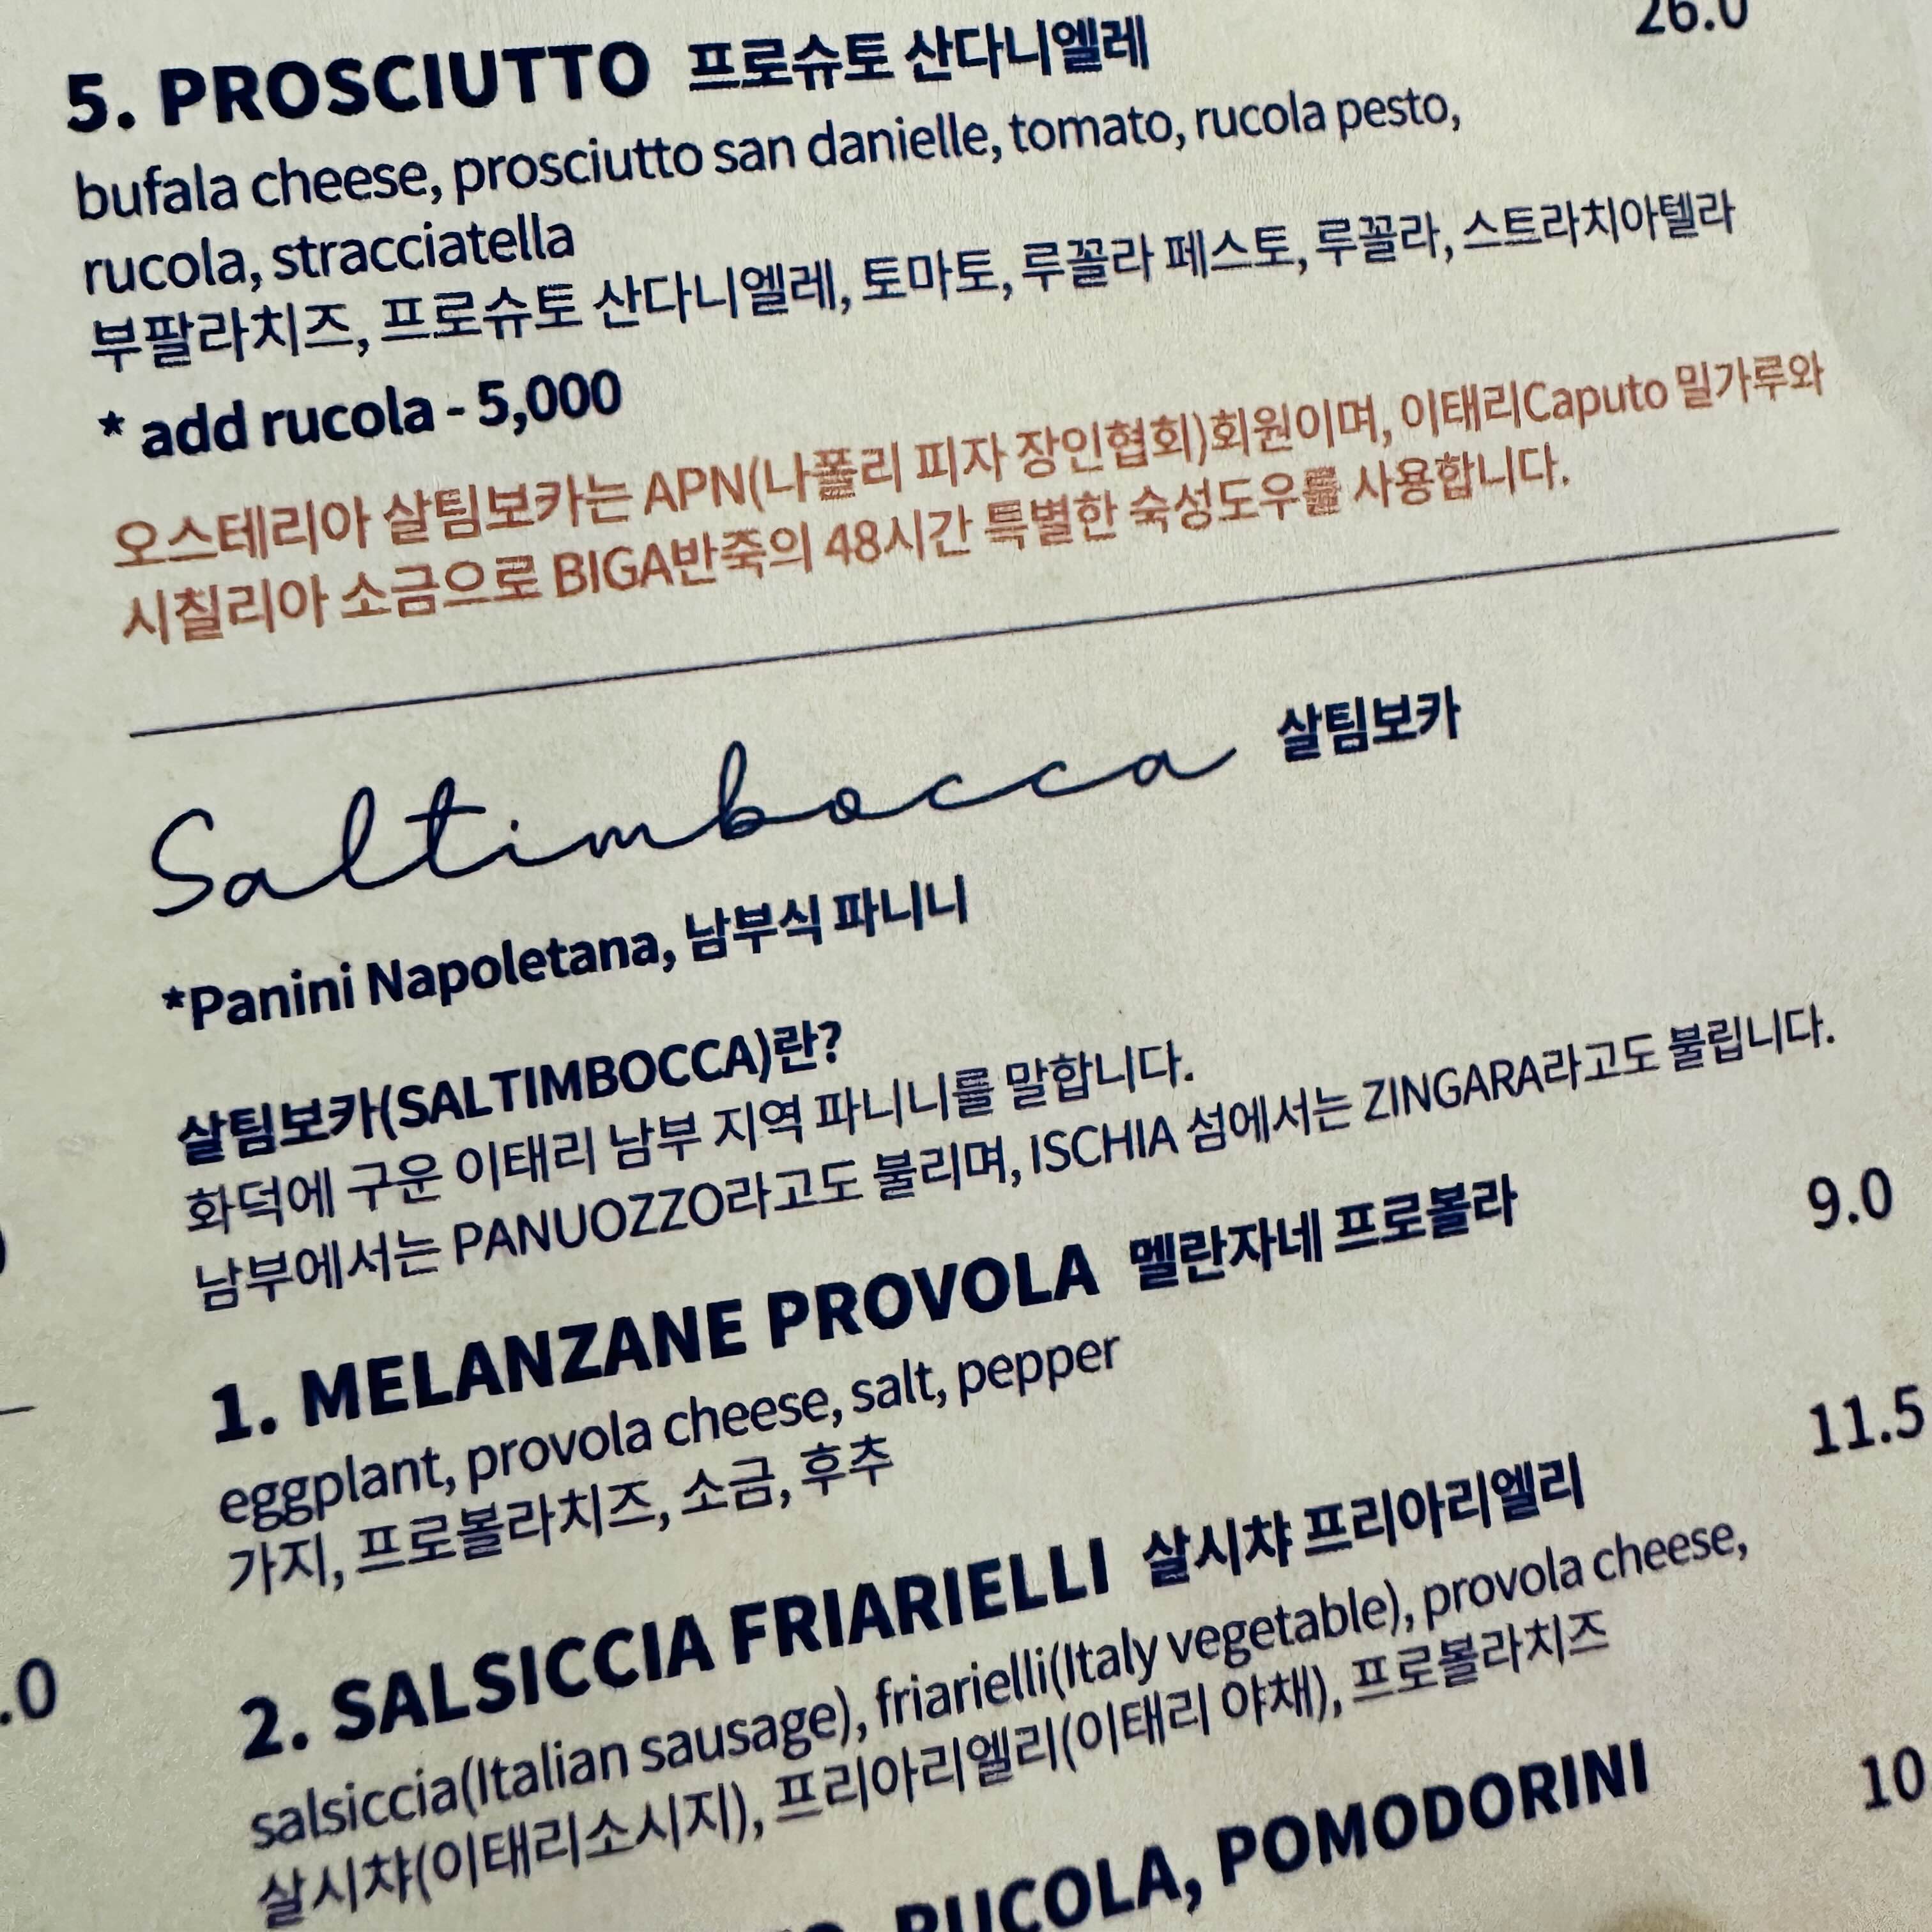 26.0
5. PROSCIUTTO 프로슈토 산다니엘레
bufala cheese, prosciutto san danielle, tomato, rucola pesto,
rucola, stracciatella
부팔라치즈, 프로슈토 산다니엘레, 토마토, 루꼴라 페스토, 루꼴라, 스트라치아텔라
* add rucola - 5,000
오스테리아 살팀보카는 APN(나폴리 피자 장인협회)회원이며, 이태리Caputo 밀가루와
시칠리아 소금으로 BIGA반죽의 48시간 특별한 숙성도우를 사용합니다.
Saltimbocca 살팀보카
*Panini Napoletana, 남부식 파니니
살팀보카(SALTIMBOCCA)란?
화덕에 구운 이태리 남부 지역 파니니를 말합니다.
남부에서는 PANUOZZO라고도 불리며, ISCHIA 섬에서는 ZINGARA라고도 불립니다.
1. MELANZANE PROVOLA 멜란자네 프로볼라 9.0
eggplant, provola cheese, salt, pepper
가지, 프로볼라치즈, 소금, 후추
2. SALSICCIA FRIARIELLI 살시챠 프리아리엘리 11.5
salsiccia(Italian sausage), friarielli(Italy vegetable), provola cheese,
살시챠(이태리소시지), 프리아리엘리(이태리 야채), 프로볼라치즈
RUCOLA, POMODORINI 10
.0